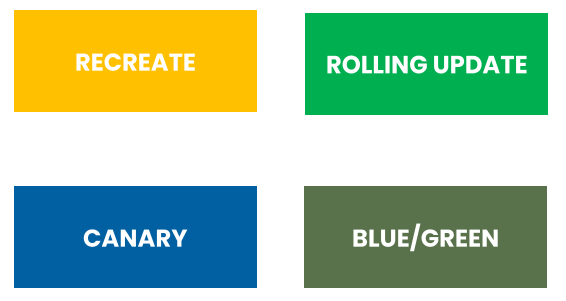 RECREATE
ROLLING UPDATE
CANARY
BLUE/GREEN